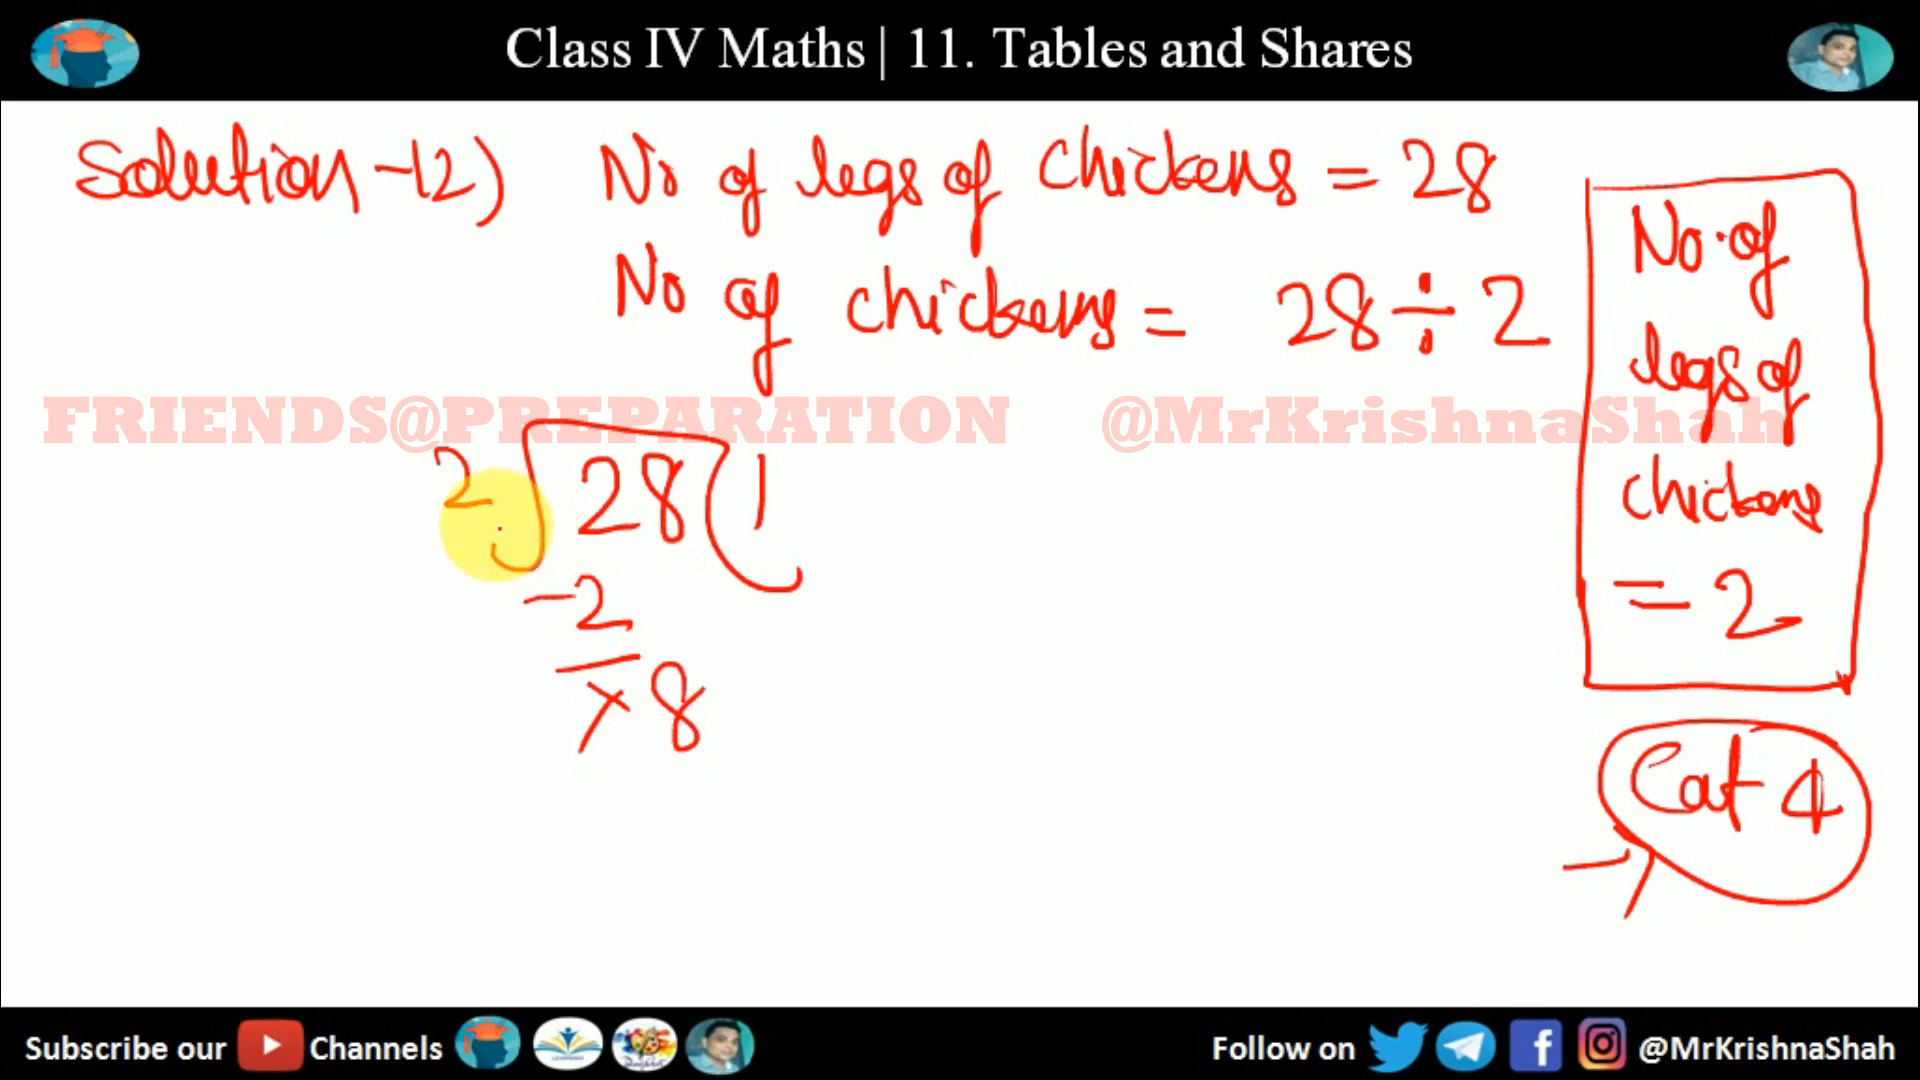 Class IV Maths | 11. Tables and Shares
Solution-12) No of legs of chickens = 28
No of chickens = 28 ÷ 2
FRIENDS@PREPARATION @MrKrishnaShah
2 28 1
-2
× 8
No. of
legs of
chickens
= 2
Cat 4
Subscribe our Channels
Follow on @MrKrishnaShah